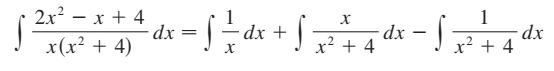 ∫ (2x² − x + 4)/(x(x² + 4)) dx = ∫ 1/x dx + ∫ x/(x² + 4) dx − ∫ 1/(x² + 4) dx